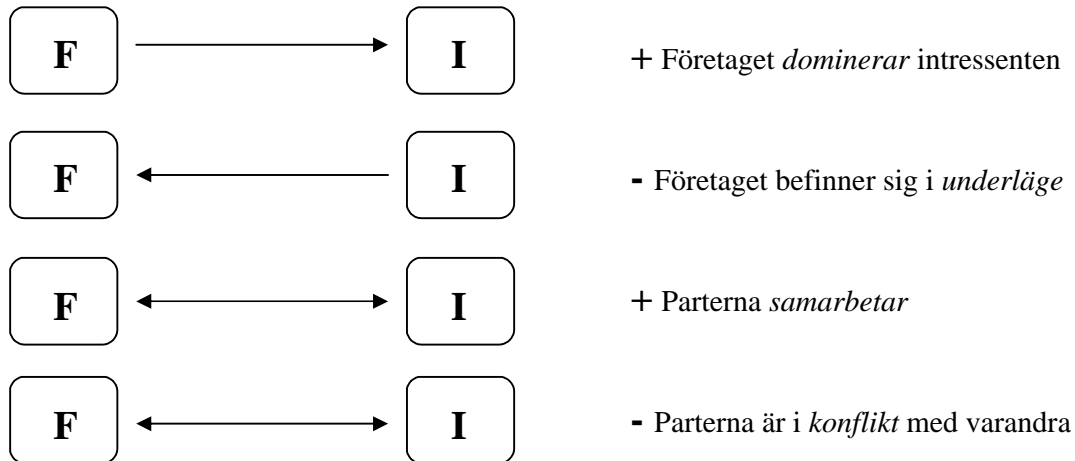 F I + Företaget dominerar intressenten
F I - Företaget befinner sig i underläge
F I + Parterna samarbetar
F I - Parterna är i konflikt med varandra